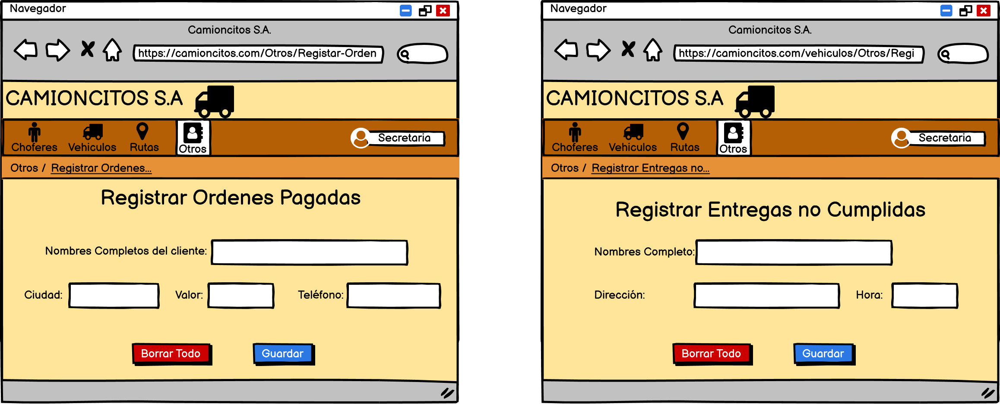 Navegador
Camioncitos S.A.
https://camioncitos.com/Otros/Registar-Orden
CAMIONCITOS S.A
Choferes Vehiculos Rutas Otros
Secretaria
Otros / Registrar Ordenes...
Registrar Ordenes Pagadas
Nombres Completos del cliente:
Ciudad: Valor: Teléfono:
Borrar Todo Guardar
Navegador
Camioncitos S.A.
https://camioncitos.com/vehiculos/Otros/Regi
CAMIONCITOS S.A
Choferes Vehiculos Rutas Otros
Secretaria
Otros / Registrar Entregas no...
Registrar Entregas no Cumplidas
Nombres Completo:
Dirección: Hora:
Borrar Todo Guardar